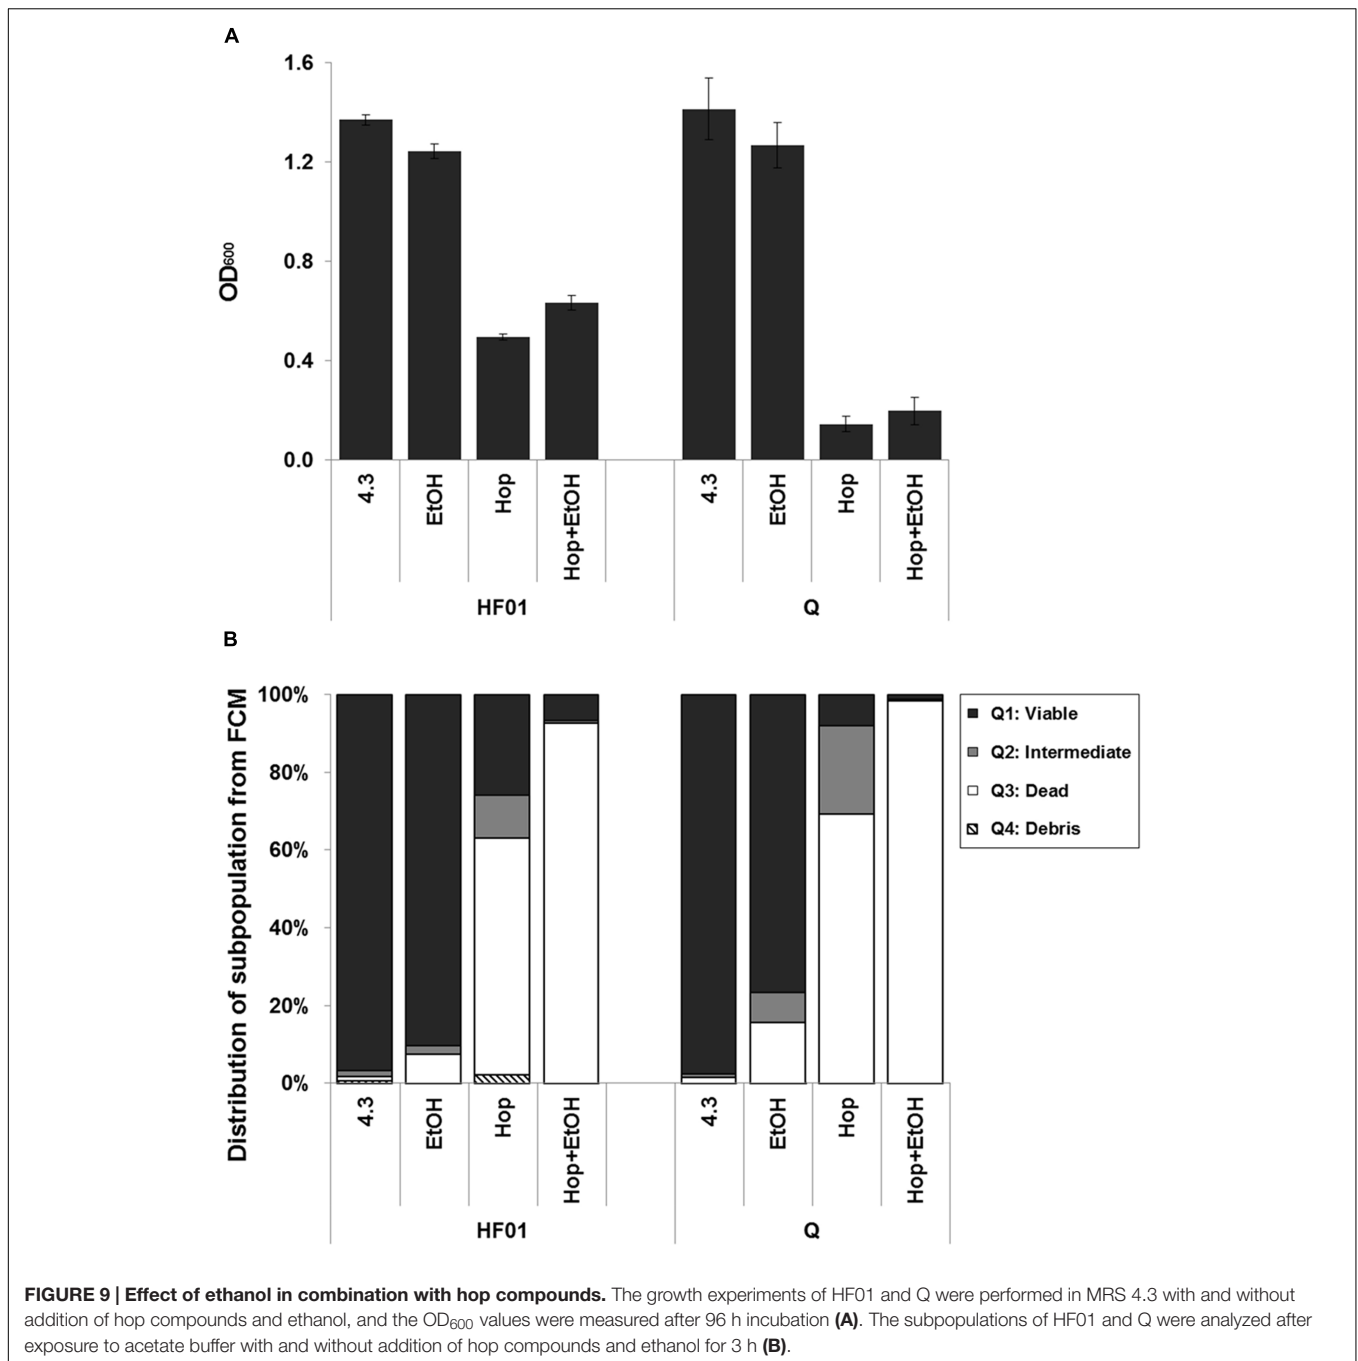 A
1.6
1.2
0.8
0.4
0.0
OD600
4.3 EtOH Hop Hop+EtOH 4.3 EtOH Hop Hop+EtOH
HF01 Q
B
100%
80%
60%
40%
20%
0%
Distribution of subpopulation from FCM
Q1: Viable
Q2: Intermediate
Q3: Dead
Q4: Debris
4.3 EtOH Hop Hop+EtOH 4.3 EtOH Hop Hop+EtOH
HF01 Q
FIGURE 9 | Effect of ethanol in combination with hop compounds. The growth experiments of HF01 and Q were performed in MRS 4.3 with and without
addition of hop compounds and ethanol, and the OD600 values were measured after 96 h incubation (A). The subpopulations of HF01 and Q were analyzed after
exposure to acetate buffer with and without addition of hop compounds and ethanol for 3 h (B).